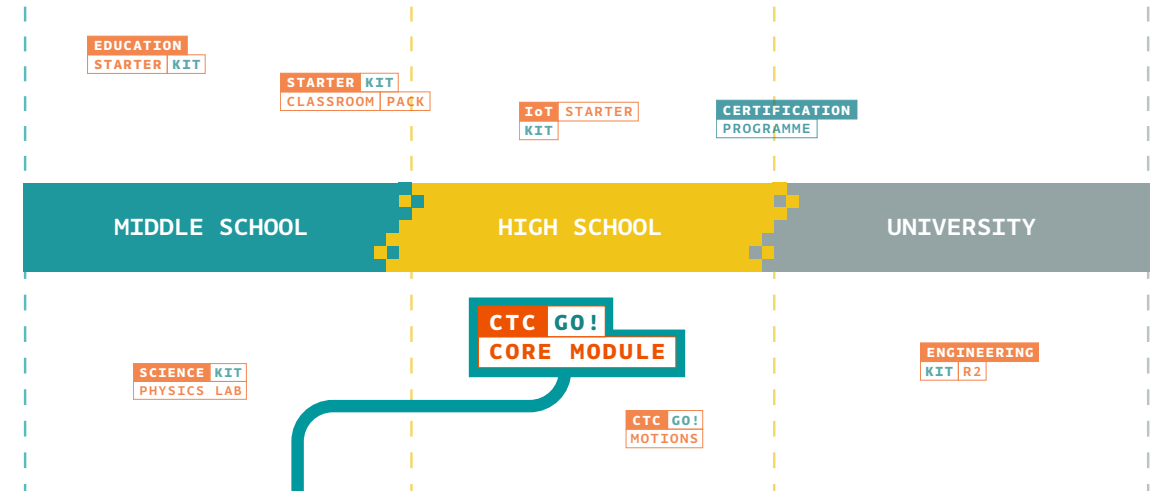 EDUCATION
STARTER KIT
STARTER KIT
CLASSROOM PACK
IoT STARTER
KIT
CERTIFICATION
PROGRAMME
MIDDLE SCHOOL
HIGH SCHOOL
UNIVERSITY
CTC GO!
CORE MODULE
SCIENCE KIT
PHYSICS LAB
ENGINEERING
KIT R2
CTC GO!
MOTIONS